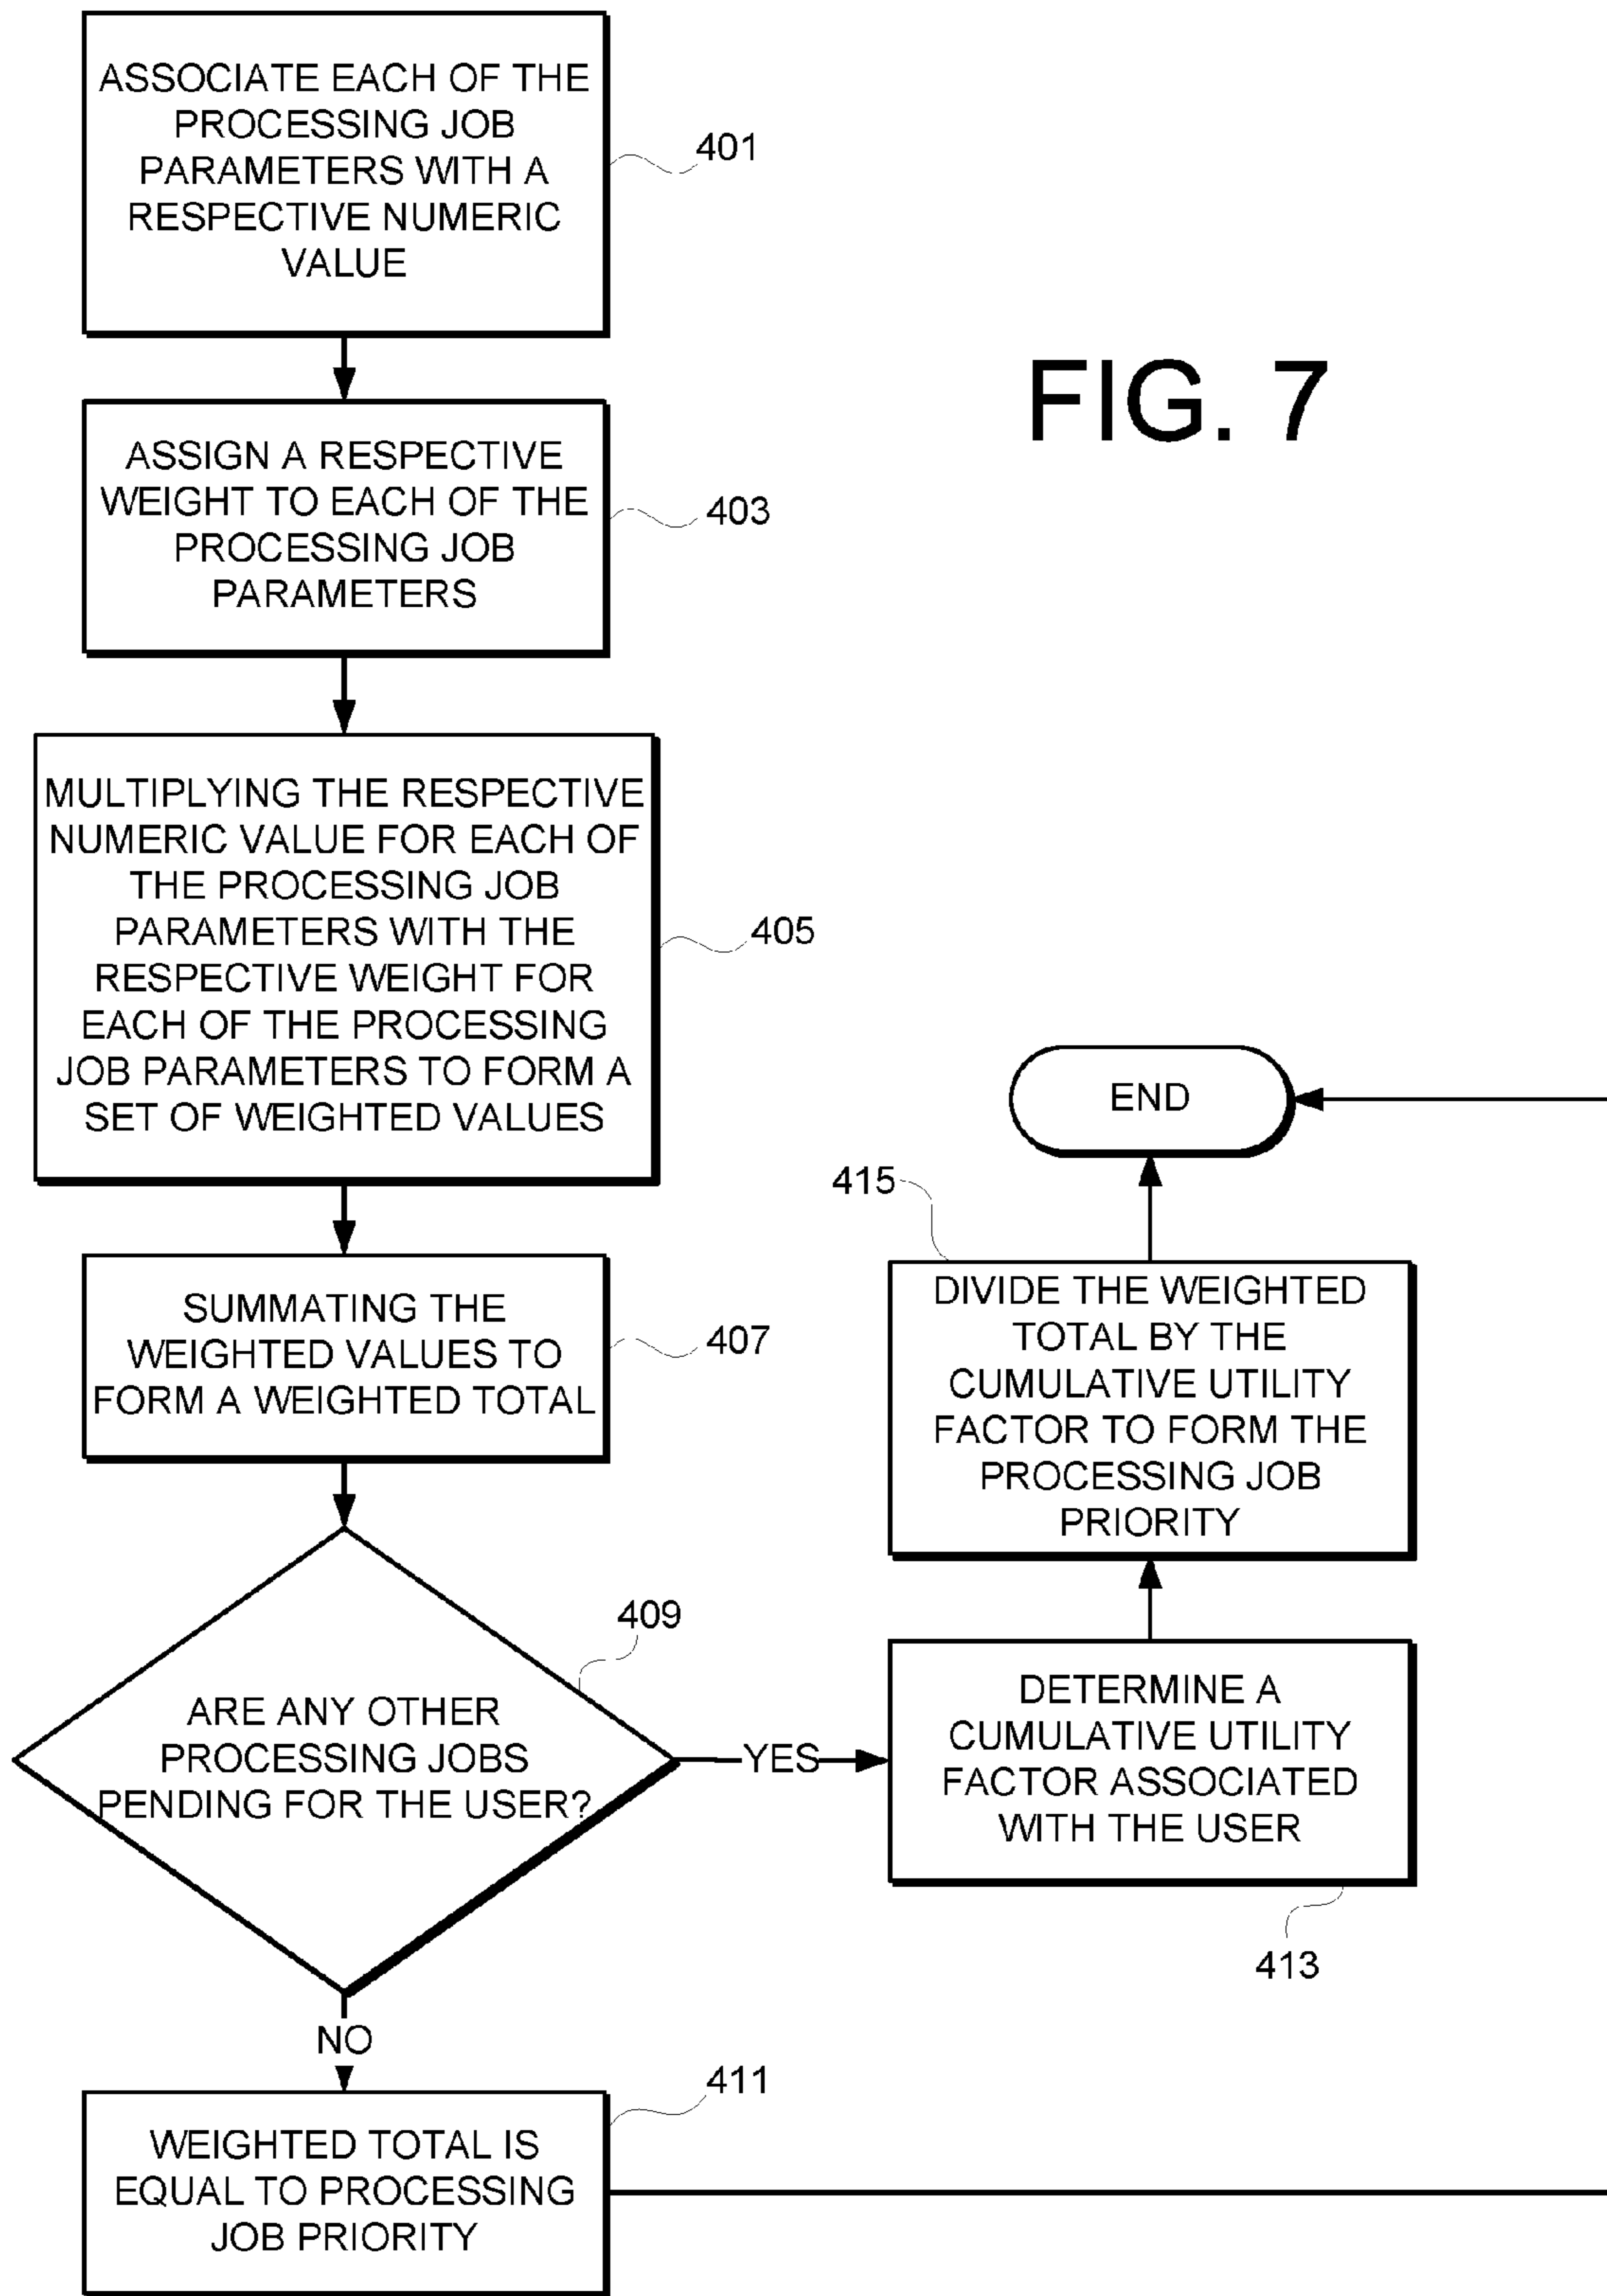 ASSOCIATE EACH OF THE
PROCESSING JOB
PARAMETERS WITH A
RESPECTIVE NUMERIC
VALUE
401
FIG. 7
ASSIGN A RESPECTIVE
WEIGHT TO EACH OF THE
PROCESSING JOB
PARAMETERS
403
MULTIPLYING THE RESPECTIVE
NUMERIC VALUE FOR EACH OF
THE PROCESSING JOB
PARAMETERS WITH THE
RESPECTIVE WEIGHT FOR
EACH OF THE PROCESSING
JOB PARAMETERS TO FORM A
SET OF WEIGHTED VALUES
405
SUMMATING THE
WEIGHTED VALUES TO
FORM A WEIGHTED TOTAL
407
ARE ANY OTHER
PROCESSING JOBS
PENDING FOR THE USER?
409
NO
WEIGHTED TOTAL IS
EQUAL TO PROCESSING
JOB PRIORITY
411
YES
DETERMINE A
CUMULATIVE UTILITY
FACTOR ASSOCIATED
WITH THE USER
413
DIVIDE THE WEIGHTED
TOTAL BY THE
CUMULATIVE UTILITY
FACTOR TO FORM THE
PROCESSING JOB
PRIORITY
415
END